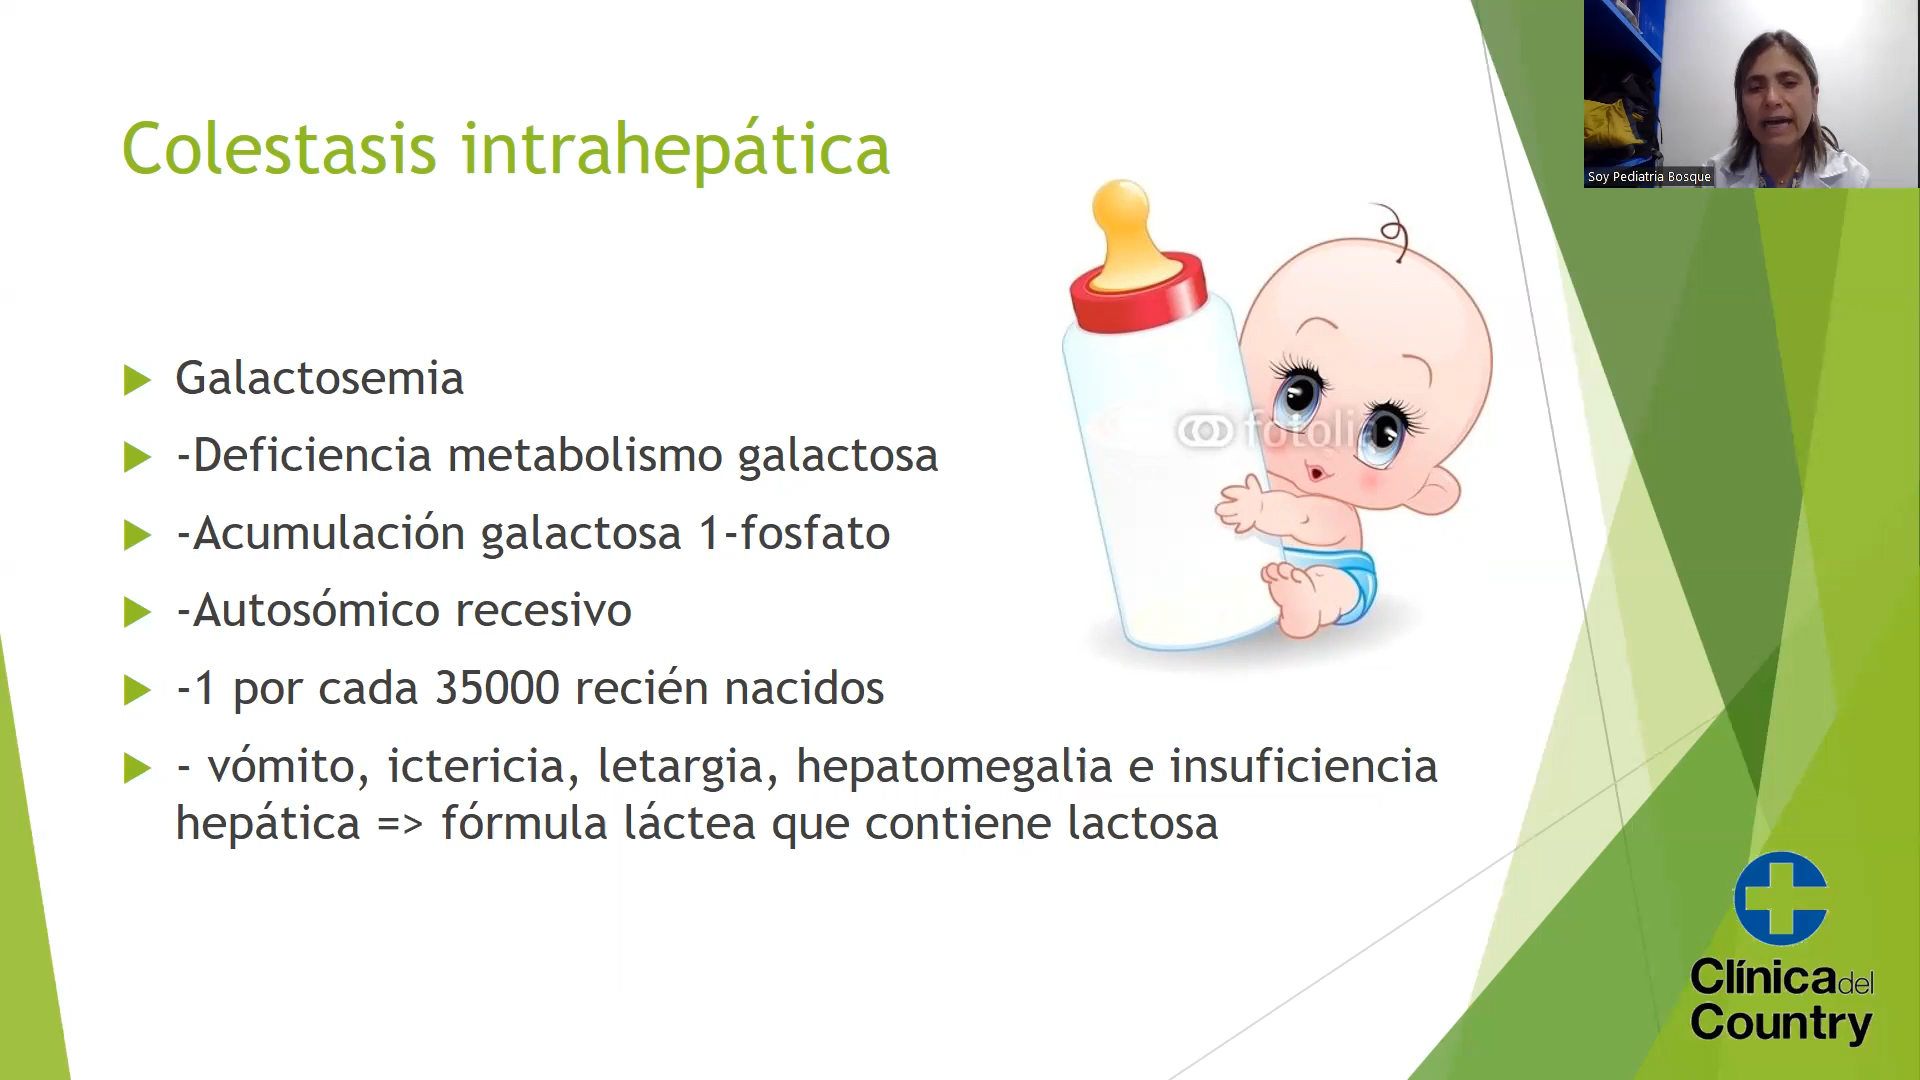 Colestasis intrahepática
Soy Pediatria Bosque
Galactosemia
-Deficiencia metabolismo galactosa
-Acumulación galactosa 1-fosfato
-Autosómico recesivo
-1 por cada 35000 recién nacidos
- vómito, ictericia, letargia, hepatomegalia e insuficiencia
hepática => fórmula láctea que contiene lactosa
fotolia
Clínica del
Country